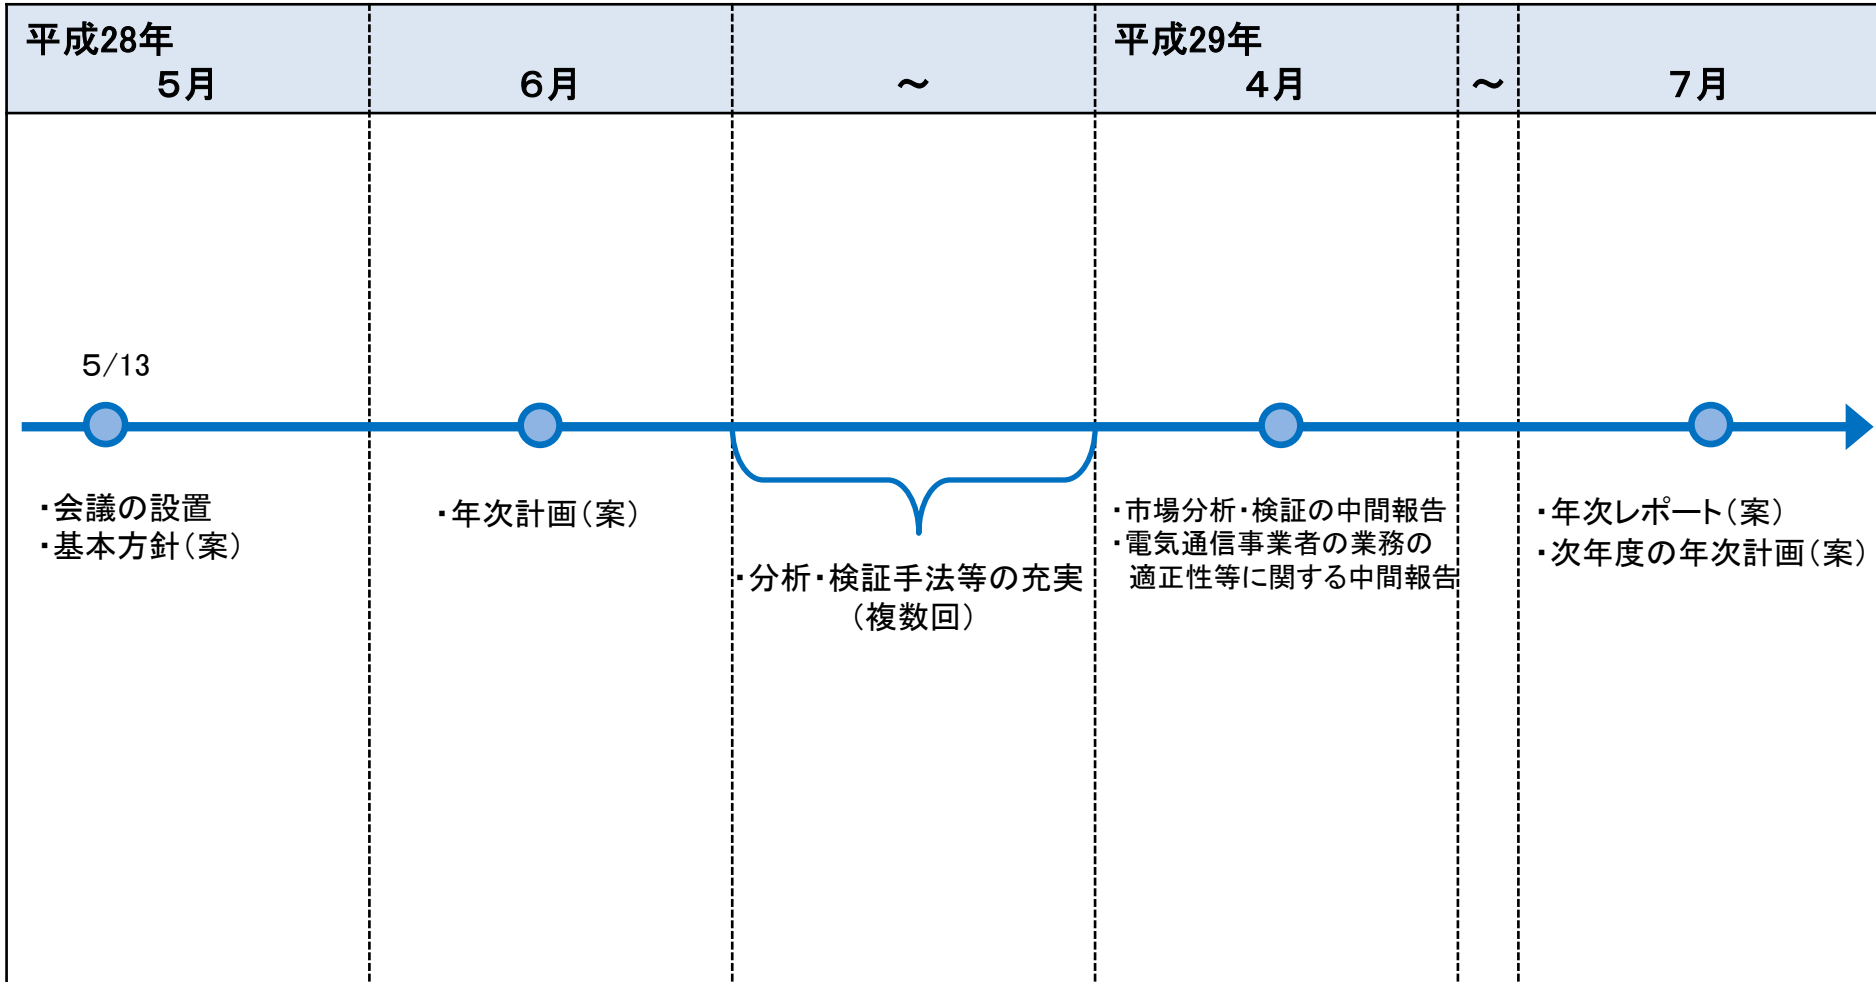 平成28年
5月
6月
～
平成29年
4月
～
7月
5/13
・会議の設置
・基本方針(案)
・年次計画(案)
・分析・検証手法等の充実
(複数回)
・市場分析・検証の中間報告
・電気通信事業者の業務の
適正性等に関する中間報告
・年次レポート(案)
・次年度の年次計画(案)